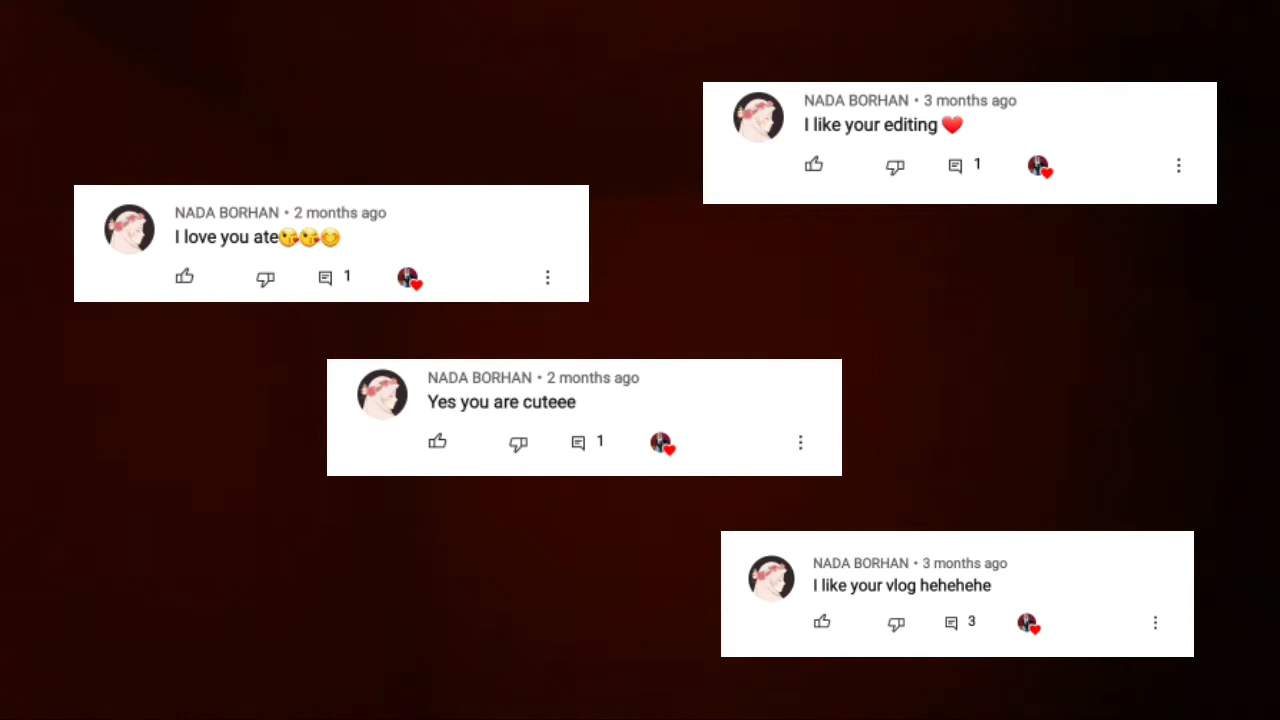 NADA BORHAN • 3 months ago
I like your editing ❤️
1
NADA BORHAN • 2 months ago
I love you ate😘😘😊
1
NADA BORHAN • 2 months ago
Yes you are cuteee
1
NADA BORHAN • 3 months ago
I like your vlog hehehehe
3